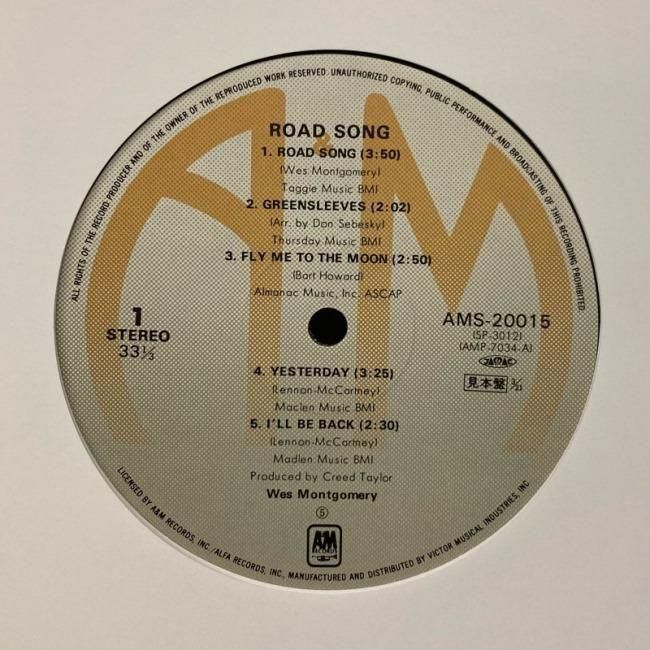 ALL RIGHTS OF THE RECORD PRODUCER AND OF THE OWNER OF THE REPRODUCED WORK RESERVED. UNAUTHORIZED COPYING, PUBLIC PERFORMANCE AND BROADCASTING OF THIS RECORDING PROHIBITED.
A&M
ROAD SONG
1. ROAD SONG (3:50)
(Wes Montgomery)
Taggie Music BMI
2. GREENSLEEVES (2:02)
(Arr. by Don Sebesky)
Thursday Music BMI
3. FLY ME TO THE MOON (2:50)
(Bart Howard)
Almanac Music, Inc. ASCAP
1
STEREO
33⅓
AMS-20015
(SP-3012)
(AMP-7034-A)
JASRAC
見本盤 3/21
4. YESTERDAY (3:25)
(Lennon-McCartney)
Maclen Music BMI
5. I'LL BE BACK (2:30)
(Lennon-McCartney)
Madlen Music BMI
Produced by Creed Taylor
Wes Montgomery
⑤
A&M
RECORDS
LICENSED BY A&M RECORDS, INC./ALFA RECORDS, INC., MANUFACTURED AND DISTRIBUTED BY VICTOR MUSICAL INDUSTRIES, INC